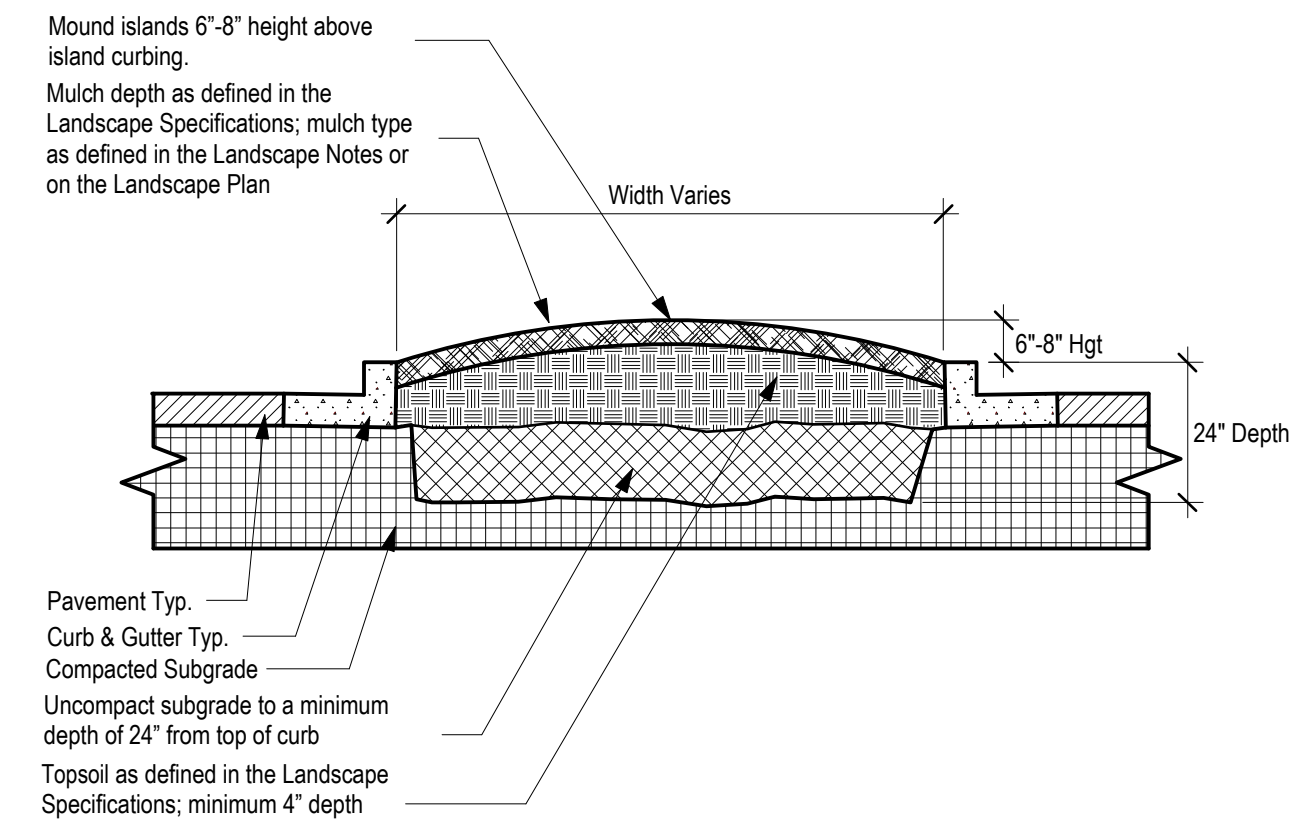 Mound islands 6”-8” height above
island curbing.
Mulch depth as defined in the
Landscape Specifications; mulch type
as defined in the Landscape Notes or
on the Landscape Plan
Width Varies
6"-8" Hgt
24" Depth
Pavement Typ.
Curb & Gutter Typ.
Compacted Subgrade
Uncompact subgrade to a minimum
depth of 24” from top of curb
Topsoil as defined in the Landscape
Specifications; minimum 4” depth